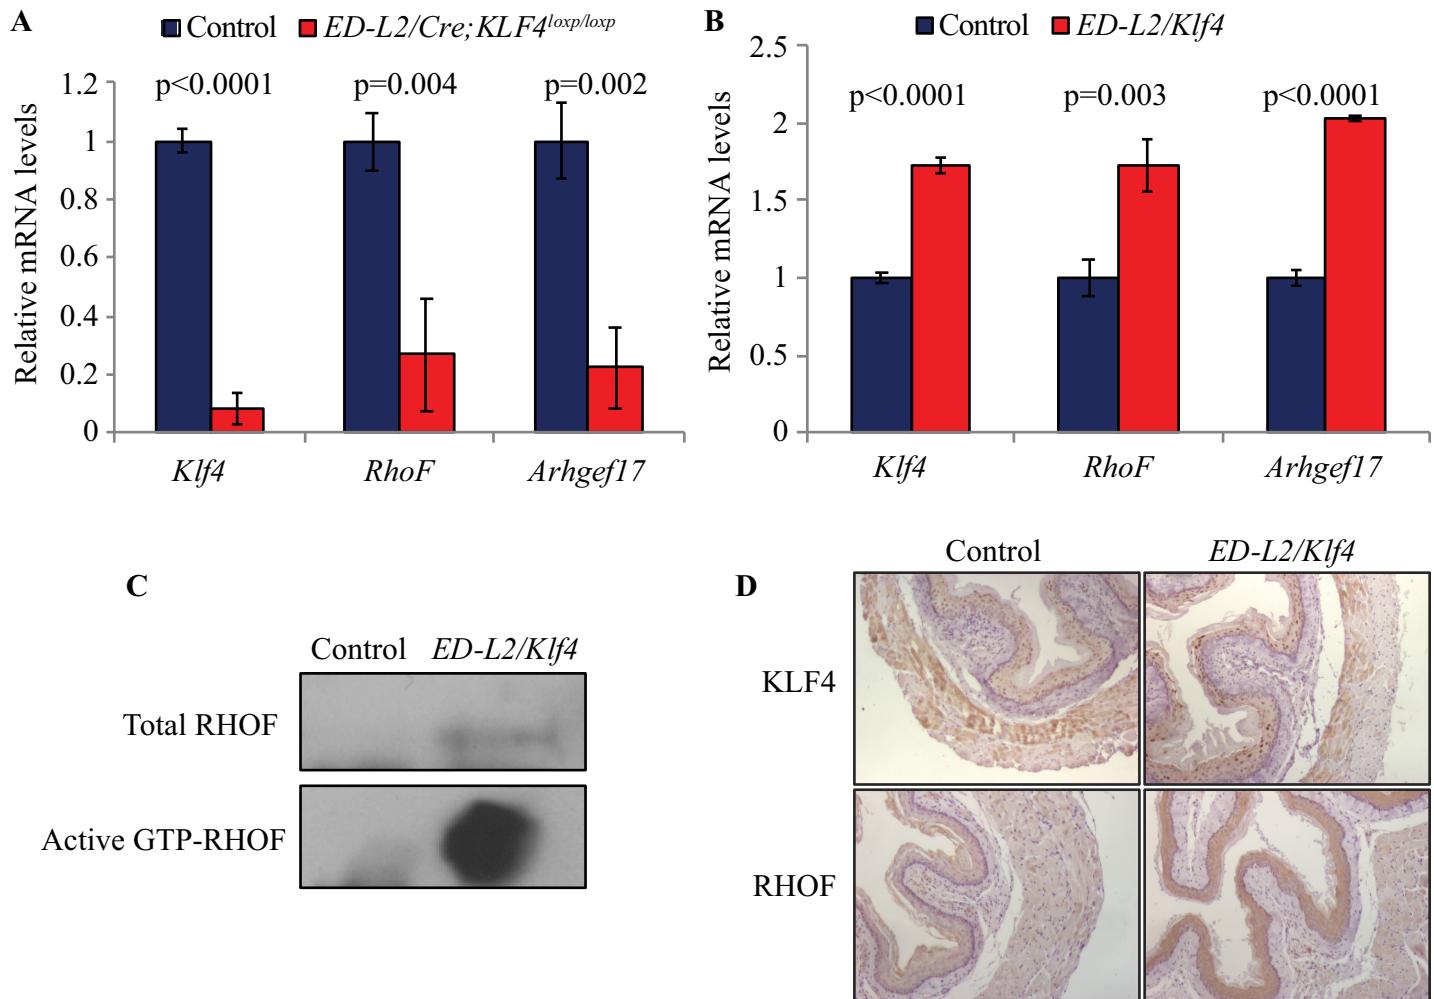 A
Control ED-L2/Cre;KLF4loxp/loxp
Relative mRNA levels
1.2
1
0.8
0.6
0.4
0.2
0
p<0.0001 p=0.004 p=0.002
Klf4 RhoF Arhgef17
B
Control ED-L2/Klf4
Relative mRNA levels
2.5
2
1.5
1
0.5
0
p<0.0001 p=0.003 p<0.0001
Klf4 RhoF Arhgef17
C
Control ED-L2/Klf4
Total RHOF
Active GTP-RHOF
D
Control ED-L2/Klf4
KLF4
RHOF